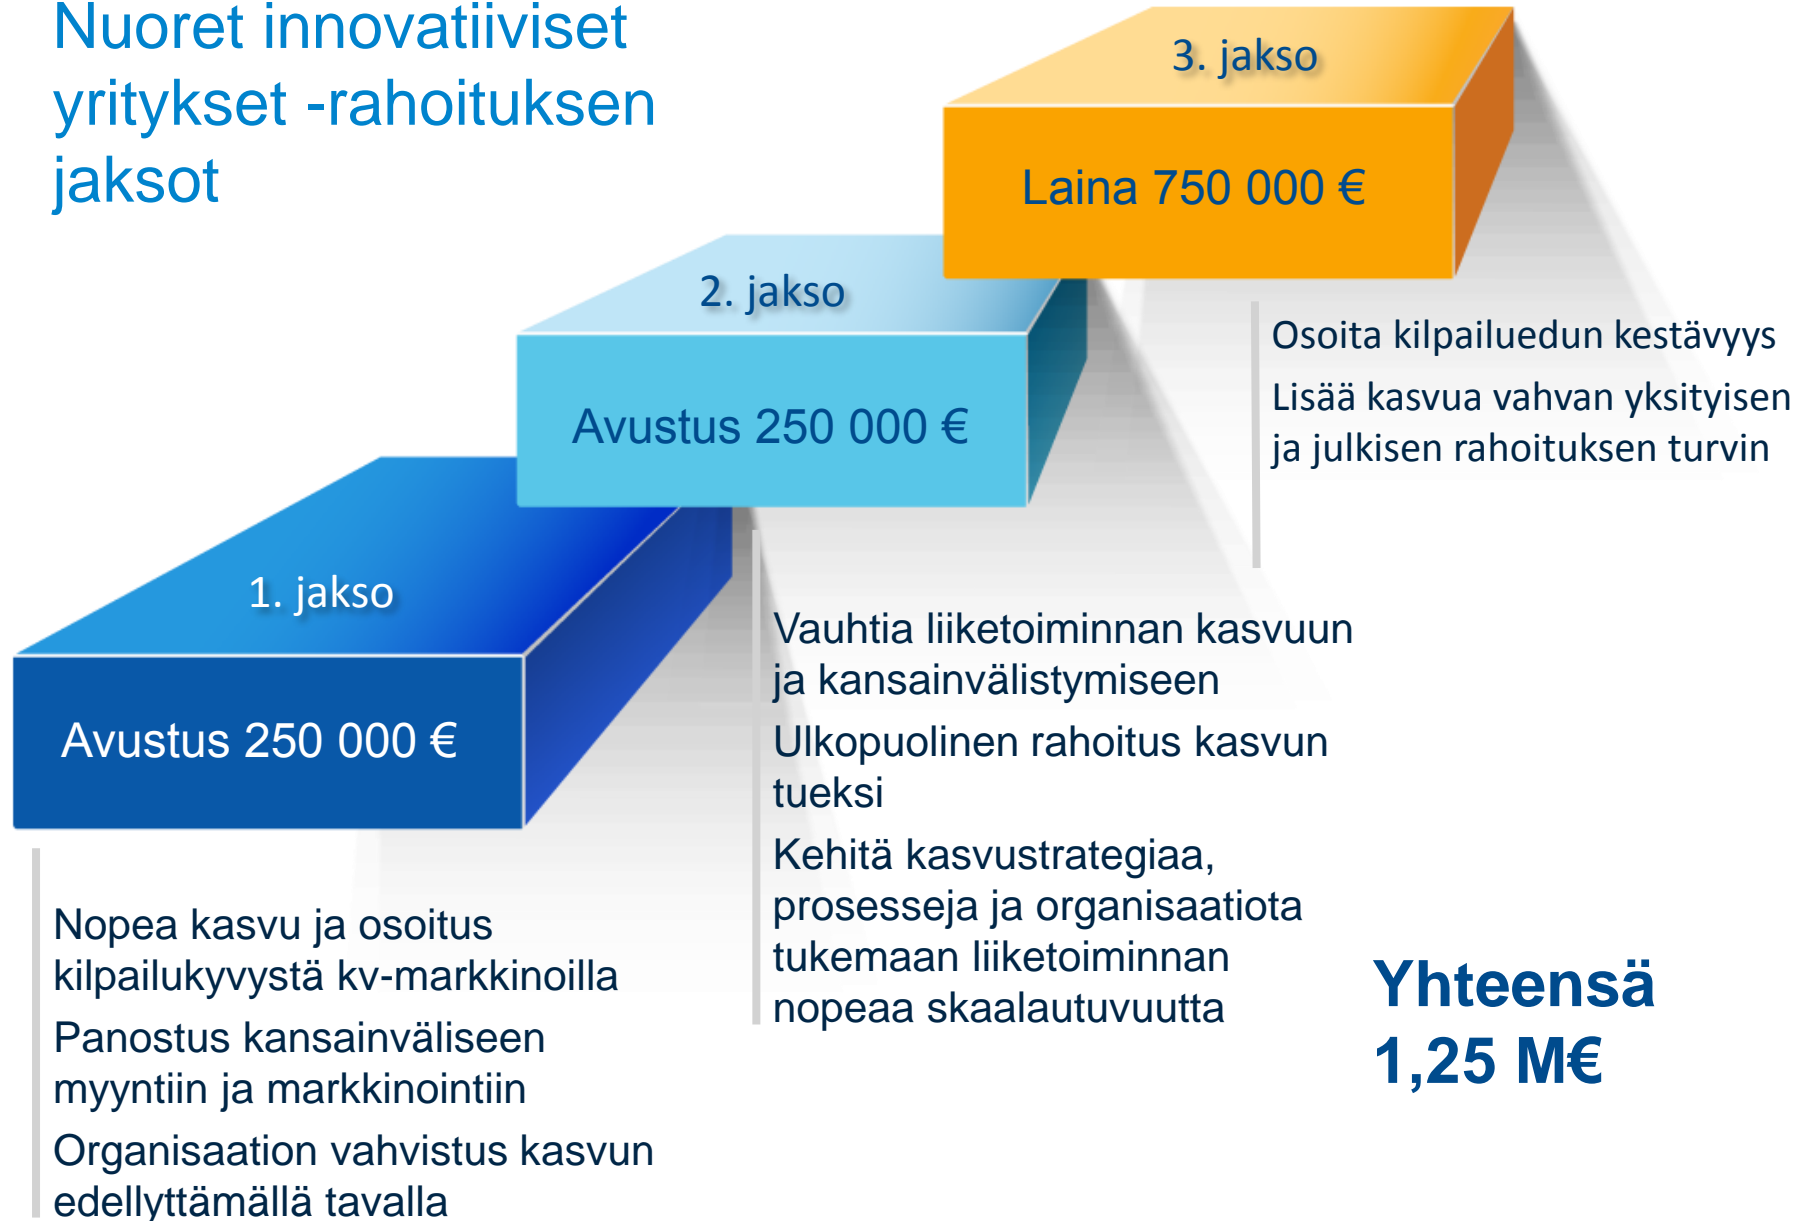 Nuoret innovatiiviset
yritykset -rahoituksen
jaksot
1. jakso
Avustus 250 000 €
Nopea kasvu ja osoitus
kilpailukyvystä kv-markkinoilla
Panostus kansainväliseen
myyntiin ja markkinointiin
Organisaation vahvistus kasvun
edellyttämällä tavalla
2. jakso
Avustus 250 000 €
Vauhtia liiketoiminnan kasvuun
ja kansainvälistymiseen
Ulkopuolinen rahoitus kasvun
tueksi
Kehitä kasvustrategiaa,
prosesseja ja organisaatiota
tukemaan liiketoiminnan
nopeaa skaalautuvuutta
3. jakso
Laina 750 000 €
Osoita kilpailuedun kestävyys
Lisää kasvua vahvan yksityisen
ja julkisen rahoituksen turvin
Yhteensä
1,25 M€